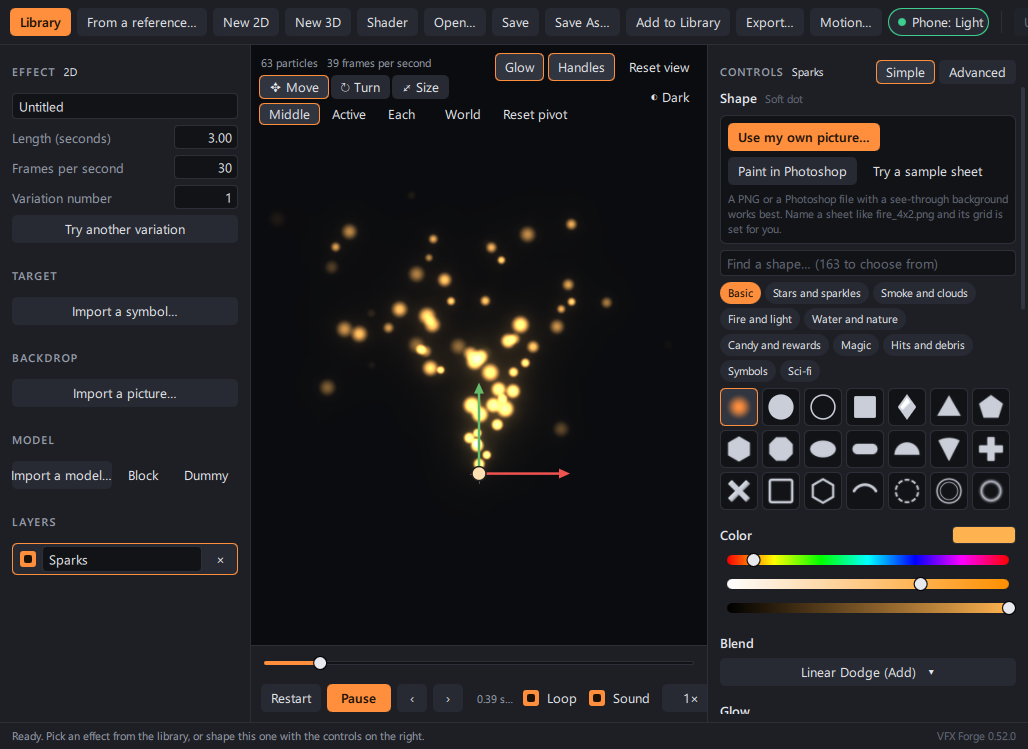 Library From a reference... New 2D New 3D Shader Open... Save Save As... Add to Library Export... Motion... Phone: Light
EFFECT 2D
Untitled
Length (seconds) 3.00
Frames per second 30
Variation number 1
Try another variation
TARGET
Import a symbol...
BACKDROP
Import a picture...
MODEL
Import a model... Block Dummy
LAYERS
Sparks ×
63 particles 39 frames per second
Glow Handles Reset view
Move Turn Size
Dark
Middle Active Each World Reset pivot
Restart Pause ‹ › 0.39 s... Loop Sound 1×
CONTROLS Sparks Simple Advanced
Shape Soft dot
Use my own picture...
Paint in Photoshop Try a sample sheet
A PNG or a Photoshop file with a see-through background
works best. Name a sheet like fire_4x2.png and its grid is
set for you.
Find a shape... (163 to choose from)
Basic Stars and sparkles Smoke and clouds
Fire and light Water and nature
Candy and rewards Magic Hits and debris
Symbols Sci-fi
Color
Blend
Linear Dodge (Add)
Glow
Ready. Pick an effect from the library, or shape this one with the controls on the right. VFX Forge 0.52.0